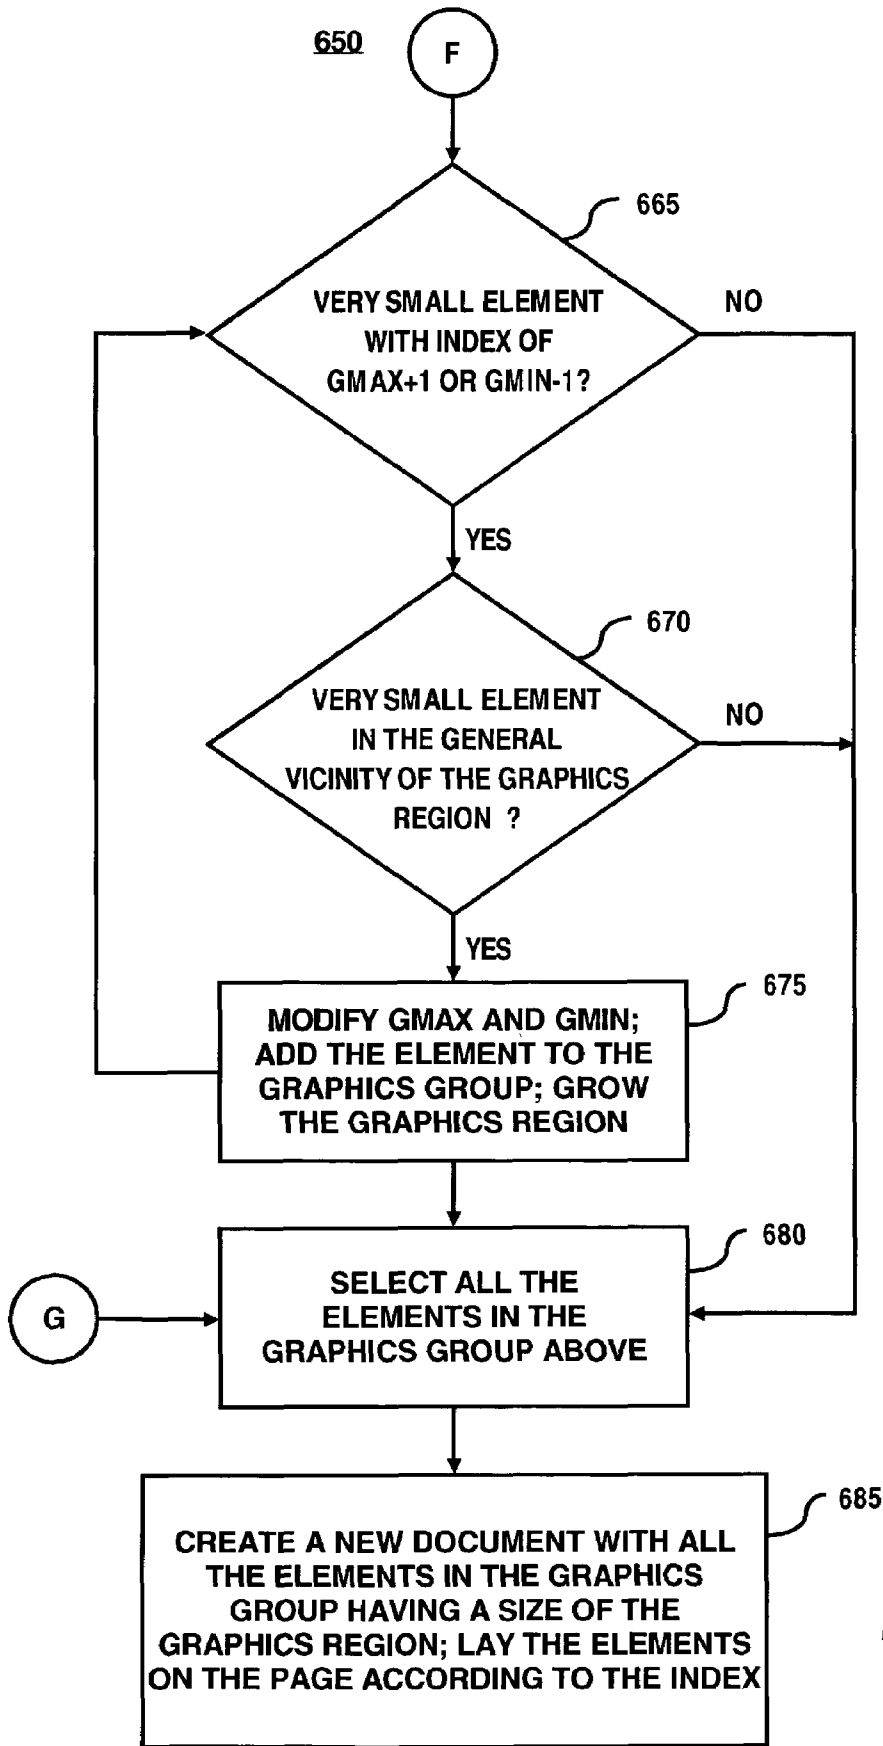 650
F
665
VERY SMALL ELEMENT
WITH INDEX OF
GMAX+1 OR GMIN-1?
NO
YES
670
VERY SMALL ELEMENT
IN THE GENERAL
VICINITY OF THE GRAPHICS
REGION ?
NO
YES
675
MODIFY GMAX AND GMIN;
ADD THE ELEMENT TO THE
GRAPHICS GROUP; GROW
THE GRAPHICS REGION
680
SELECT ALL THE
ELEMENTS IN THE
GRAPHICS GROUP ABOVE
G
685
CREATE A NEW DOCUMENT WITH ALL
THE ELEMENTS IN THE GRAPHICS
GROUP HAVING A SIZE OF THE
GRAPHICS REGION; LAY THE ELEMENTS
ON THE PAGE ACCORDING TO THE INDEX